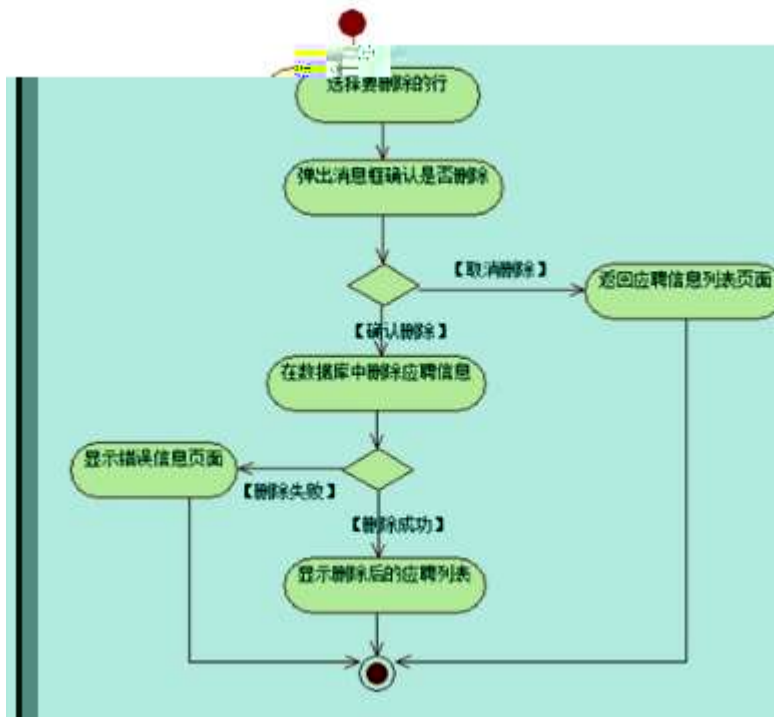 选择要删除的行
弹出消息框确认是否删除
【取消删除】
返回应聘信息列表页面
【确认删除】
在数据库中删除应聘信息
显示错误信息页面
【删除失败】
【删除成功】
显示删除后的应聘列表